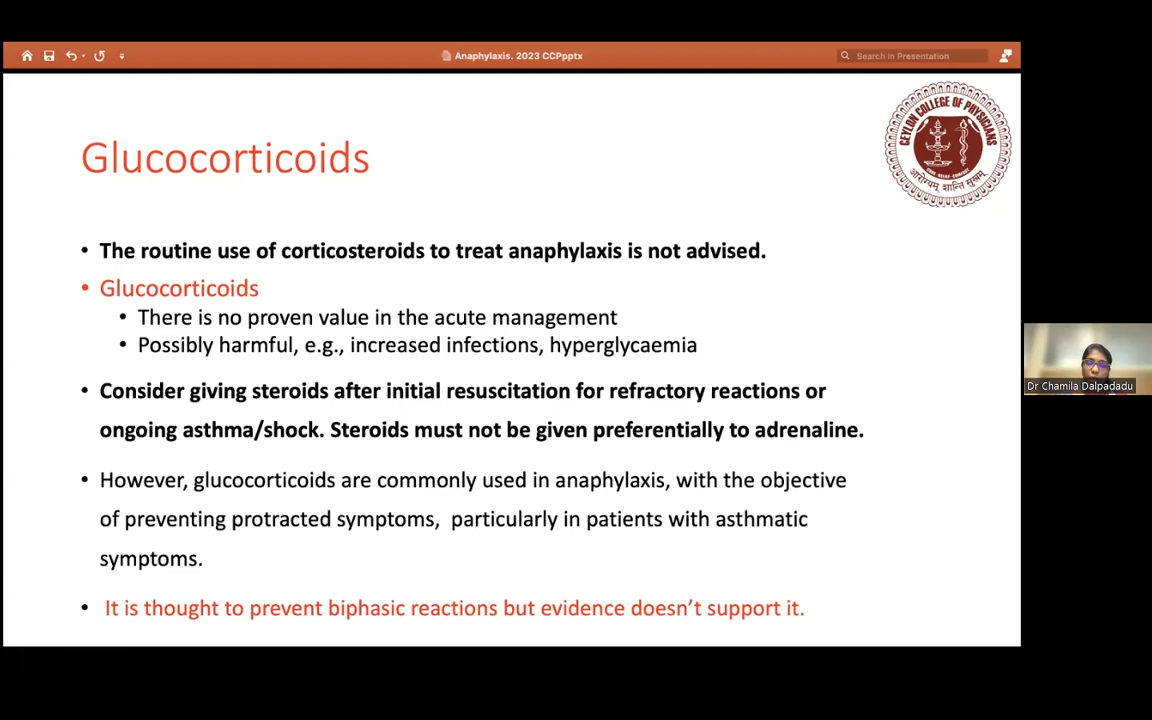 Anaphylaxis. 2023 CCPpptx
Search in Presentation
CEYLON COLLEGE OF PHYSICIANS
आरोग्यम् शान्ति सुखम्
Glucocorticoids
• The routine use of corticosteroids to treat anaphylaxis is not advised.
• Glucocorticoids
• There is no proven value in the acute management
• Possibly harmful, e.g., increased infections, hyperglycaemia
• Consider giving steroids after initial resuscitation for refractory reactions or
ongoing asthma/shock. Steroids must not be given preferentially to adrenaline.
• However, glucocorticoids are commonly used in anaphylaxis, with the objective
of preventing protracted symptoms, particularly in patients with asthmatic
symptoms.
• It is thought to prevent biphasic reactions but evidence doesn't support it.
Dr Chamila Dalpadadu